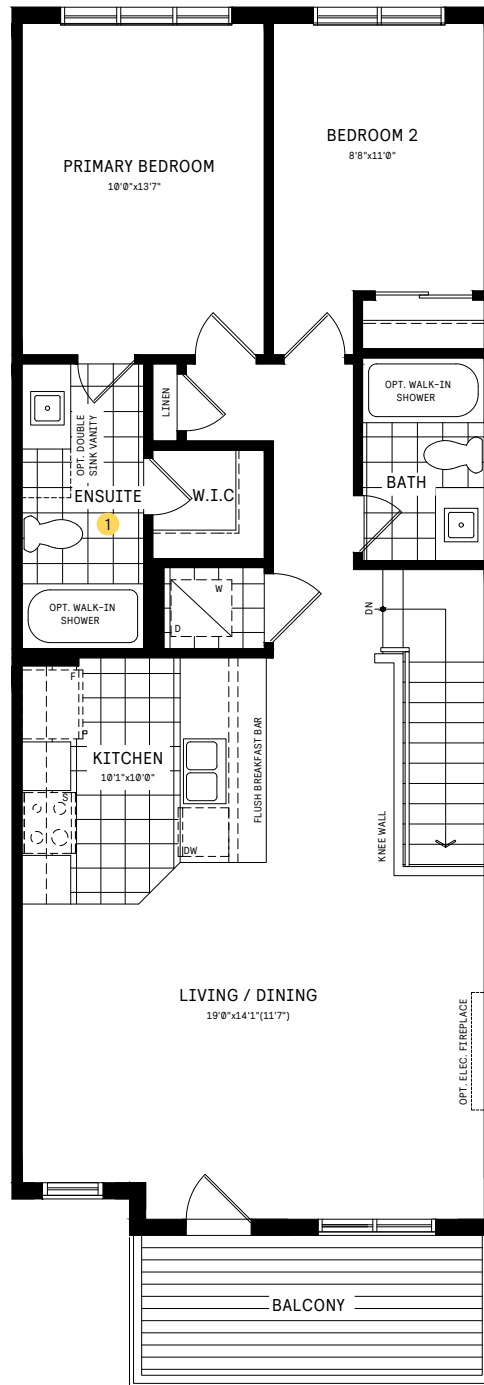 BEDROOM 2
8'8"x11'0"
PRIMARY BEDROOM
10'0"x13'7"
LINEN
OPT. WALK-IN
SHOWER
OPT. DOUBLE
SINK VANITY
ENSUITE
1
W.I.C
BATH
OPT. WALK-IN
SHOWER
W
D
DN
F
P
KITCHEN
10'1"x10'0"
S
DW
FLUSH BREAKFAST BAR
KNEE WALL
LIVING / DINING
19'0"x14'1"(11'7")
OPT. ELEC. FIREPLACE
BALCONY